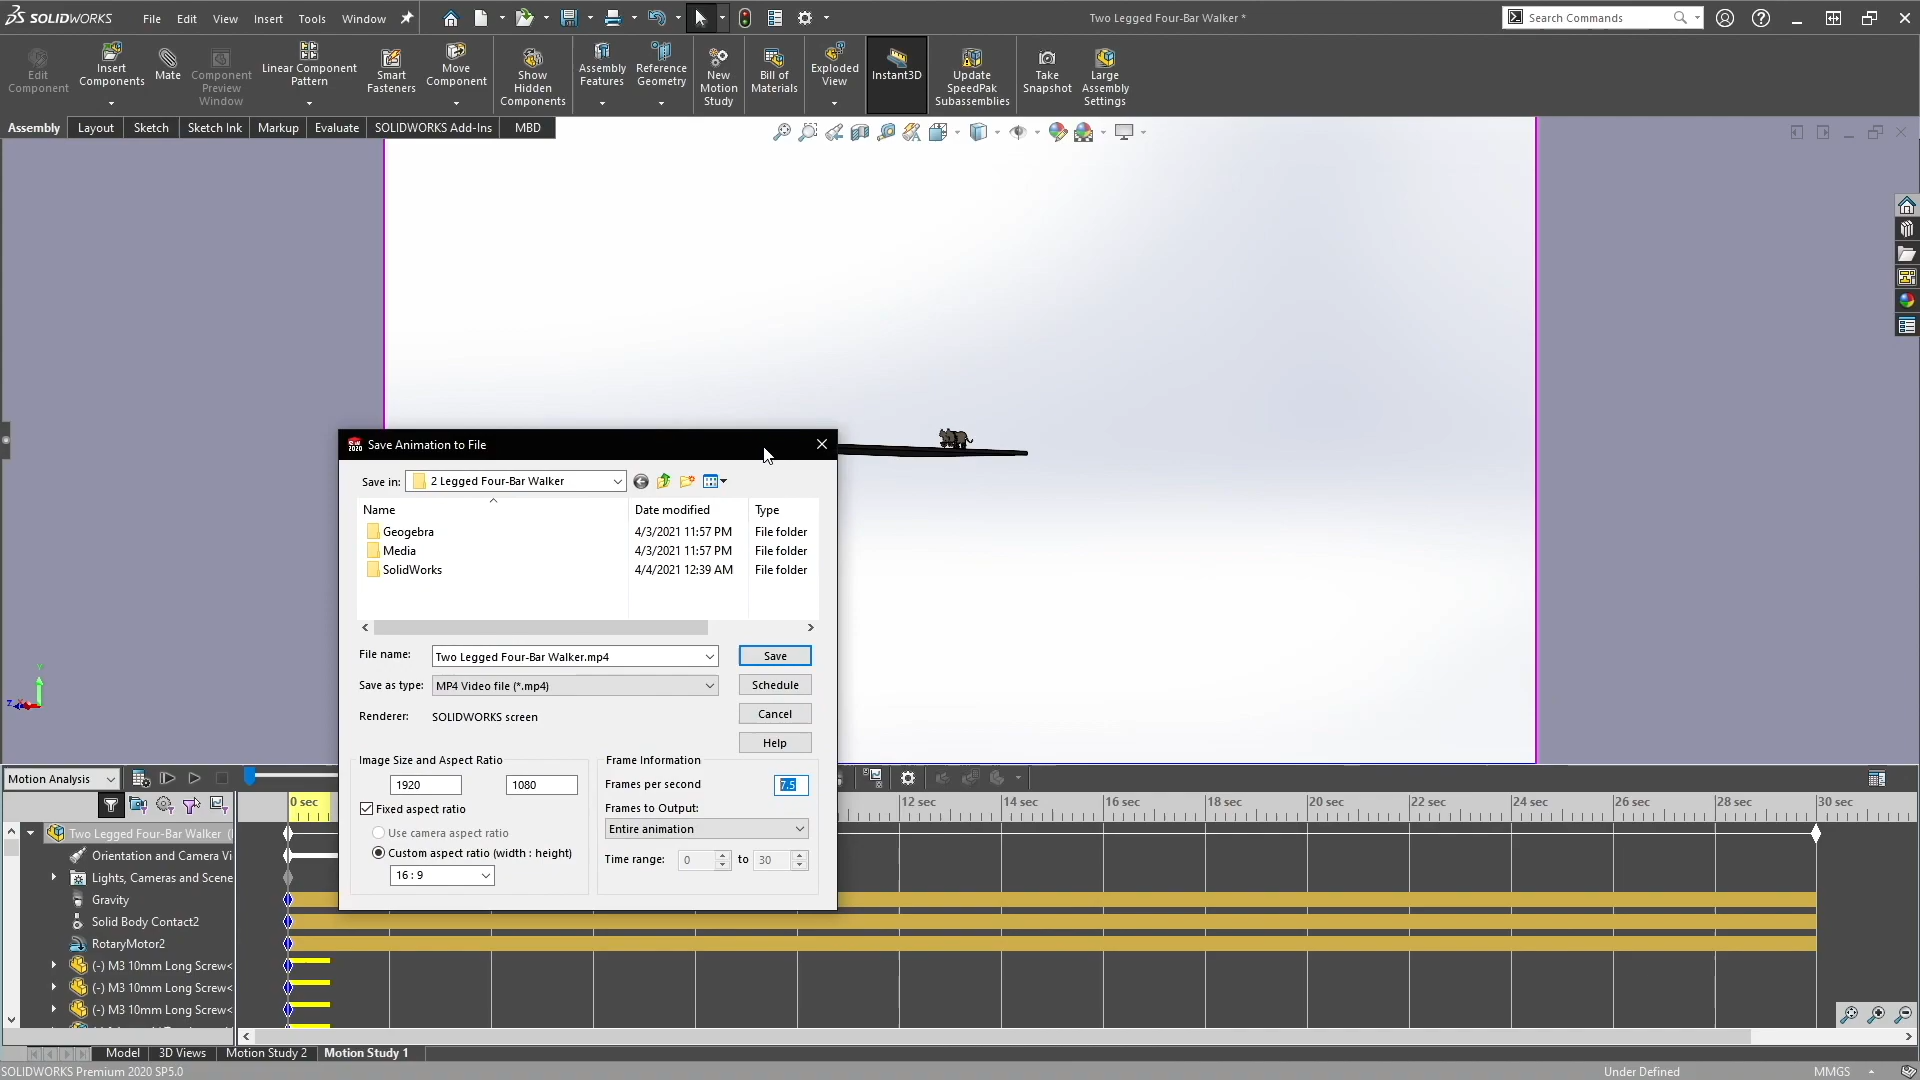 SOLIDWORKS File Edit View Insert Tools Window Two Legged Four-Bar Walker * Search Commands
Edit Component
Insert Components
Mate
Component Preview Window
Linear Component Pattern
Smart Fasteners
Move Component
Show Hidden Components
Assembly Features
Reference Geometry
New Motion Study
Bill of Materials
Exploded View
Instant3D
Update SpeedPak Subassemblies
Take Snapshot
Large Assembly Settings
Assembly Layout Sketch Sketch Ink Markup Evaluate SOLIDWORKS Add-Ins MBD
Save Animation to File
Save in: 2 Legged Four-Bar Walker
Name Date modified Type
Geogebra 4/3/2021 11:57 PM File folder
Media 4/3/2021 11:57 PM File folder
SolidWorks 4/4/2021 12:39 AM File folder
File name: Two Legged Four-Bar Walker.mp4 Save
Save as type: MP4 Video file (*.mp4) Schedule
Renderer: SOLIDWORKS screen Cancel
Help
Image Size and Aspect Ratio
1920 1080
Fixed aspect ratio
Use camera aspect ratio
Custom aspect ratio (width : height)
16 : 9
Frame Information
Frames per second 7.5
Frames to Output:
Entire animation
Time range: 0 to 30
Motion Analysis
0 sec 12 sec 14 sec 16 sec 18 sec 20 sec 22 sec 24 sec 26 sec 28 sec 30 sec
Two Legged Four-Bar Walker (
Orientation and Camera Vi
Lights, Cameras and Scene
Gravity
Solid Body Contact2
RotaryMotor2
(-) M3 10mm Long Screw<
(-) M3 10mm Long Screw<
(-) M3 10mm Long Screw<
Model 3D Views Motion Study 2 Motion Study 1
SOLIDWORKS Premium 2020 SP5.0 Under Defined MMGS